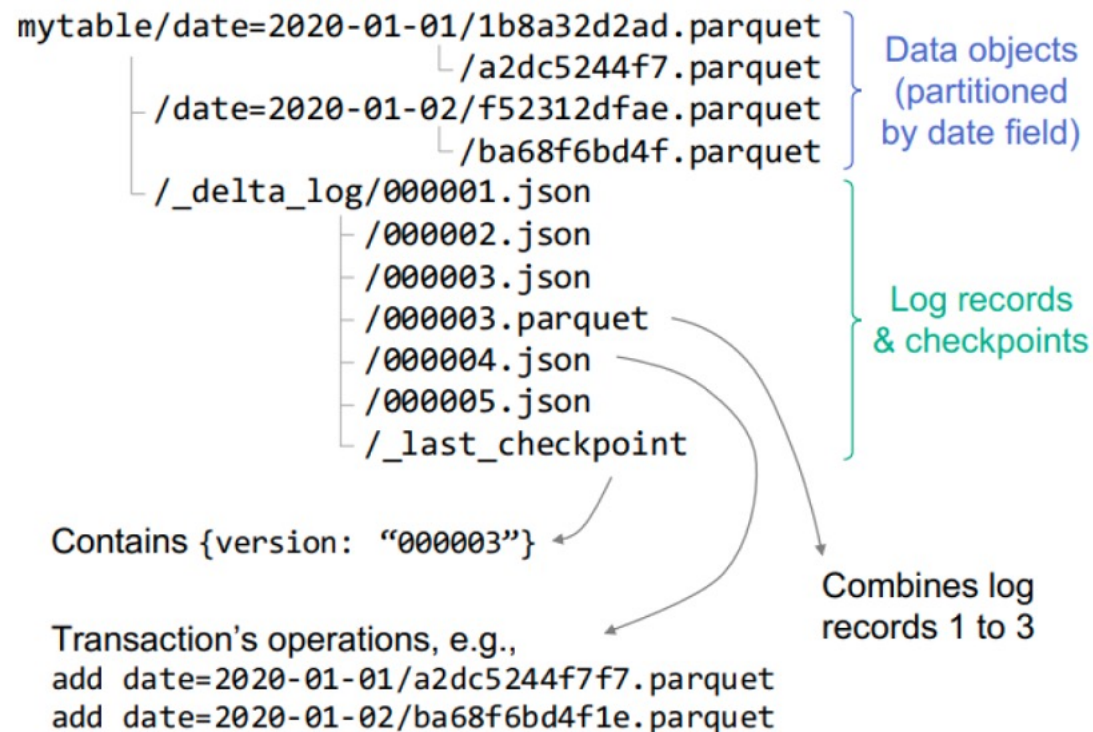 mytable/date=2020-01-01/1b8a32d2ad.parquet
/a2dc5244f7.parquet
/date=2020-01-02/f52312dfae.parquet
/ba68f6bd4f.parquet
/_delta_log/000001.json
/000002.json
/000003.json
/000003.parquet
/000004.json
/000005.json
/_last_checkpoint
Data objects
(partitioned
by date field)
Log records
& checkpoints
Contains {version: “000003”}
Combines log
records 1 to 3
Transaction’s operations, e.g.,
add date=2020-01-01/a2dc5244f7f7.parquet
add date=2020-01-02/ba68f6bd4f1e.parquet